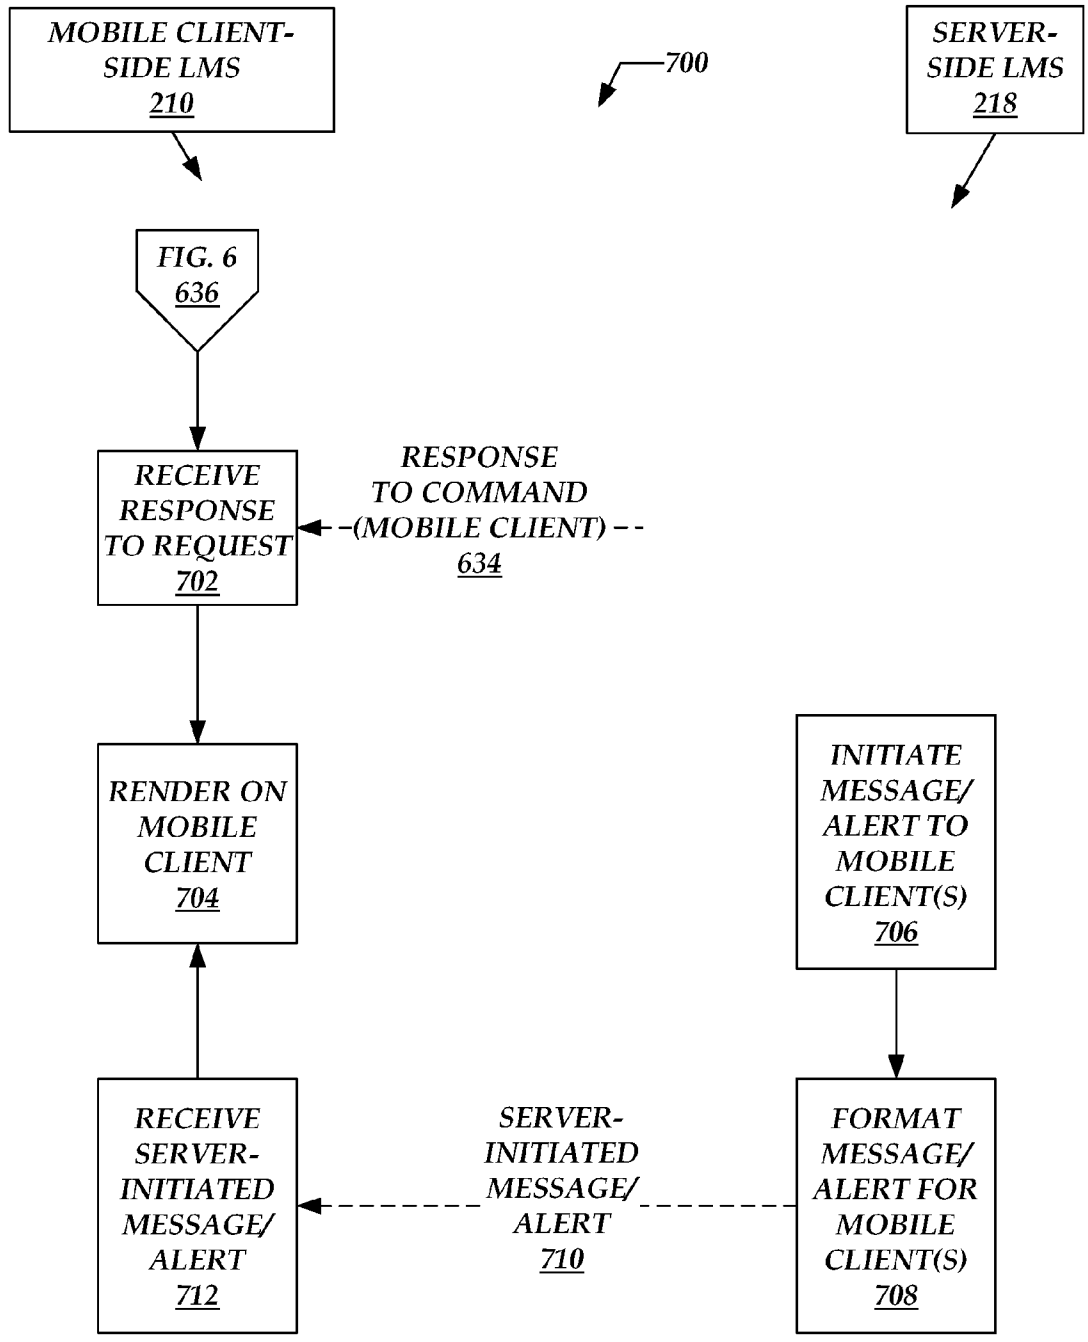 MOBILE CLIENT-
SIDE LMS
210
700
SERVER-
SIDE LMS
218
FIG. 6
636
RECEIVE
RESPONSE
TO REQUEST
702
RESPONSE
TO COMMAND
(MOBILE CLIENT)
634
RENDER ON
MOBILE
CLIENT
704
INITIATE
MESSAGE/
ALERT TO
MOBILE
CLIENT(S)
706
RECEIVE
SERVER-
INITIATED
MESSAGE/
ALERT
712
SERVER-
INITIATED
MESSAGE/
ALERT
710
FORMAT
MESSAGE/
ALERT FOR
MOBILE
CLIENT(S)
708